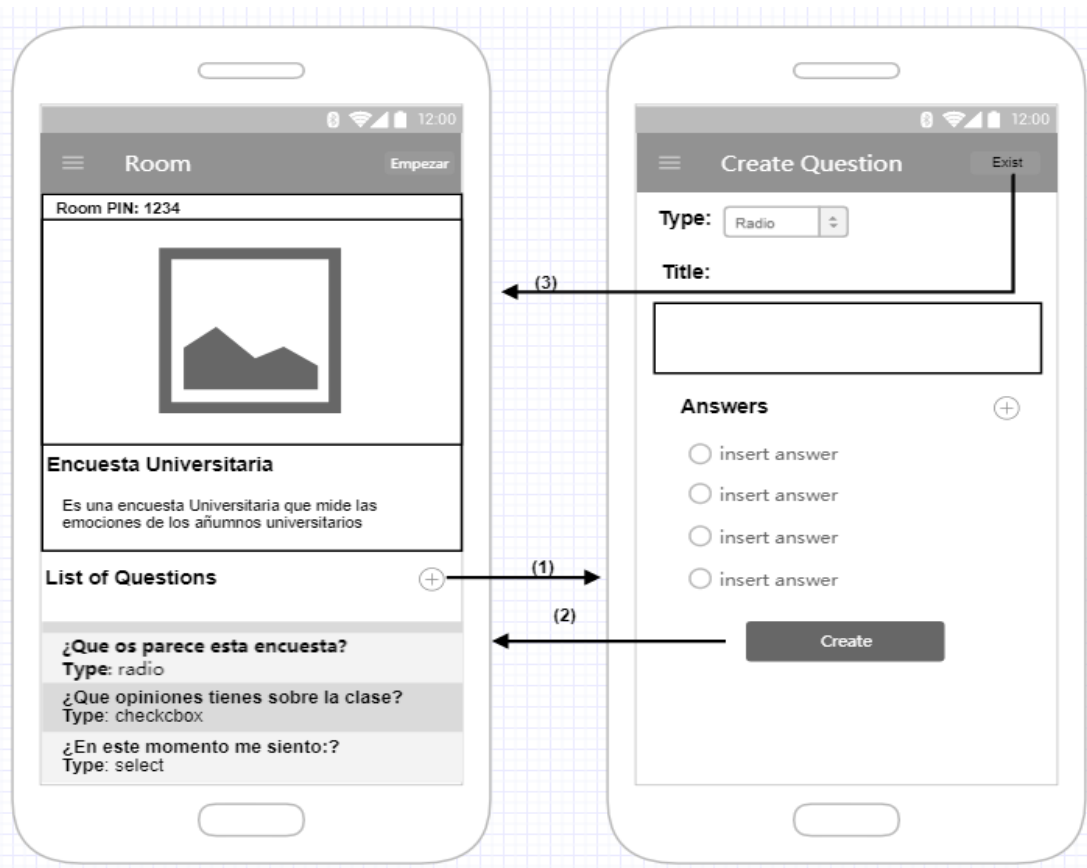 12:00
Room
Empezar
Room PIN: 1234
Encuesta Universitaria
Es una encuesta Universitaria que mide las
emociones de los añumnos universitarios
List of Questions
¿Que os parece esta encuesta?
Type: radio
¿Que opiniones tienes sobre la clase?
Type: checkcbox
¿En este momento me siento:?
Type: select
(1)
(2)
(3)
12:00
Create Question
Exist
Type:
Radio
Title:
Answers
insert answer
insert answer
insert answer
insert answer
Create